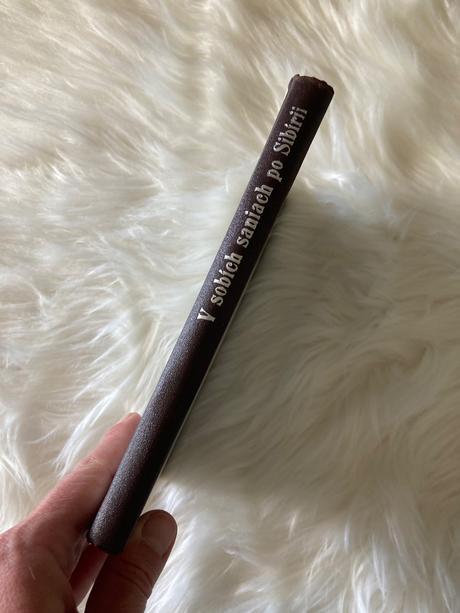 V sobích saniach po Sibírii